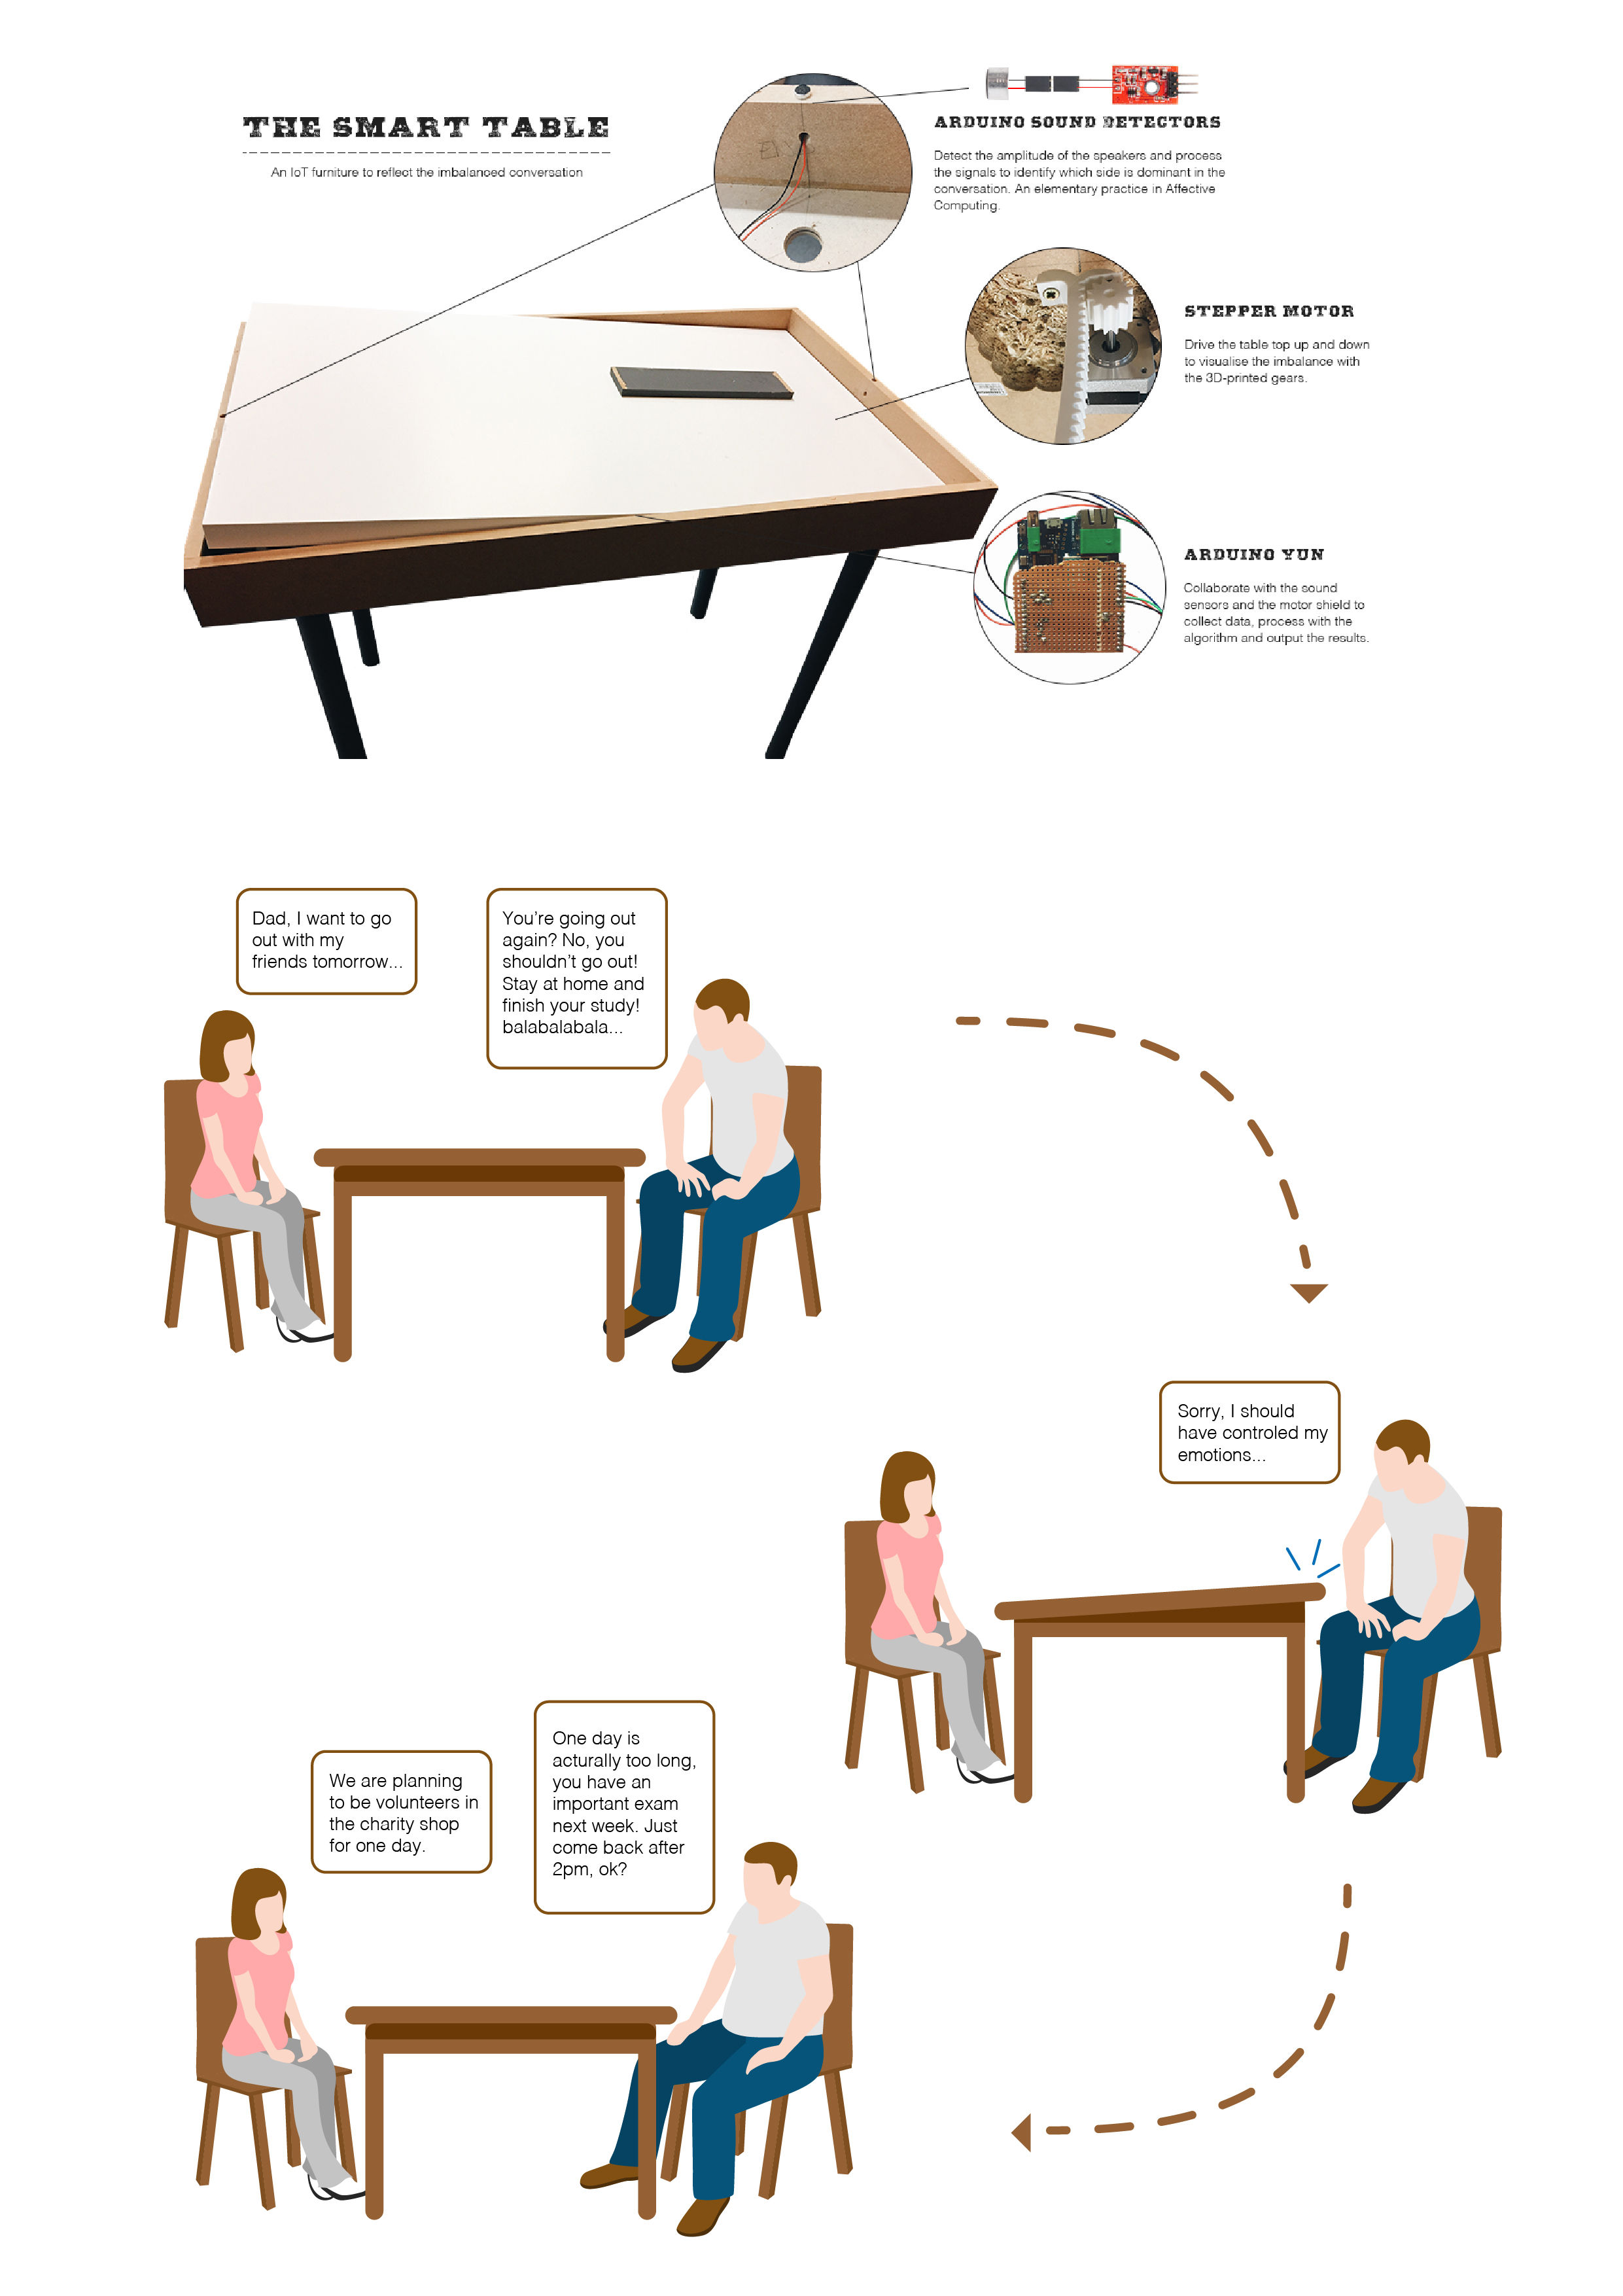 THE SMART TABLE
An IoT furniture to reflect the imbalanced conversation
ARDUINO SOUND DETECTORS
Detect the amplitude of the speakers and process
the signals to identify which side is dominant in the
conversation. An elementary practice in Affective
Computing.
STEPPER MOTOR
Drive the table top up and down
to visualise the imbalance with
the 3D-printed gears.
ARDUINO YUN
Collaborate with the sound
sensors and the motor shield to
collect data, process with the
algorithm and output the results.
Dad, I want to go
out with my
friends tomorrow...
You're going out
again? No, you
shouldn't go out!
Stay at home and
finish your study!
balabalabala...
Sorry, I should
have controled my
emotions...
We are planning
to be volunteers in
the charity shop
for one day.
One day is
acturally too long,
you have an
important exam
next week. Just
come back after
2pm, ok?